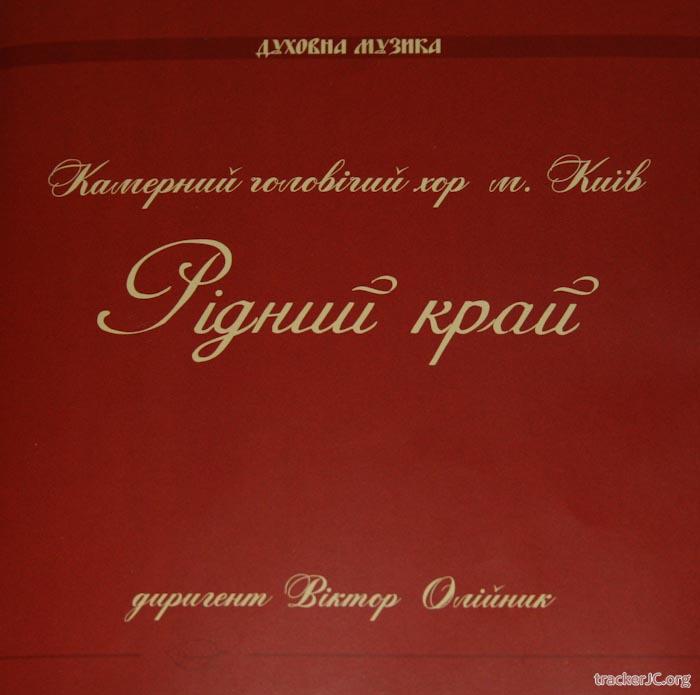 ДУХОВНА МУЗИКА
Камерний чоловічий хор м. Київ
Рідний край
диригент Віктор Олійник
trackerJC.org